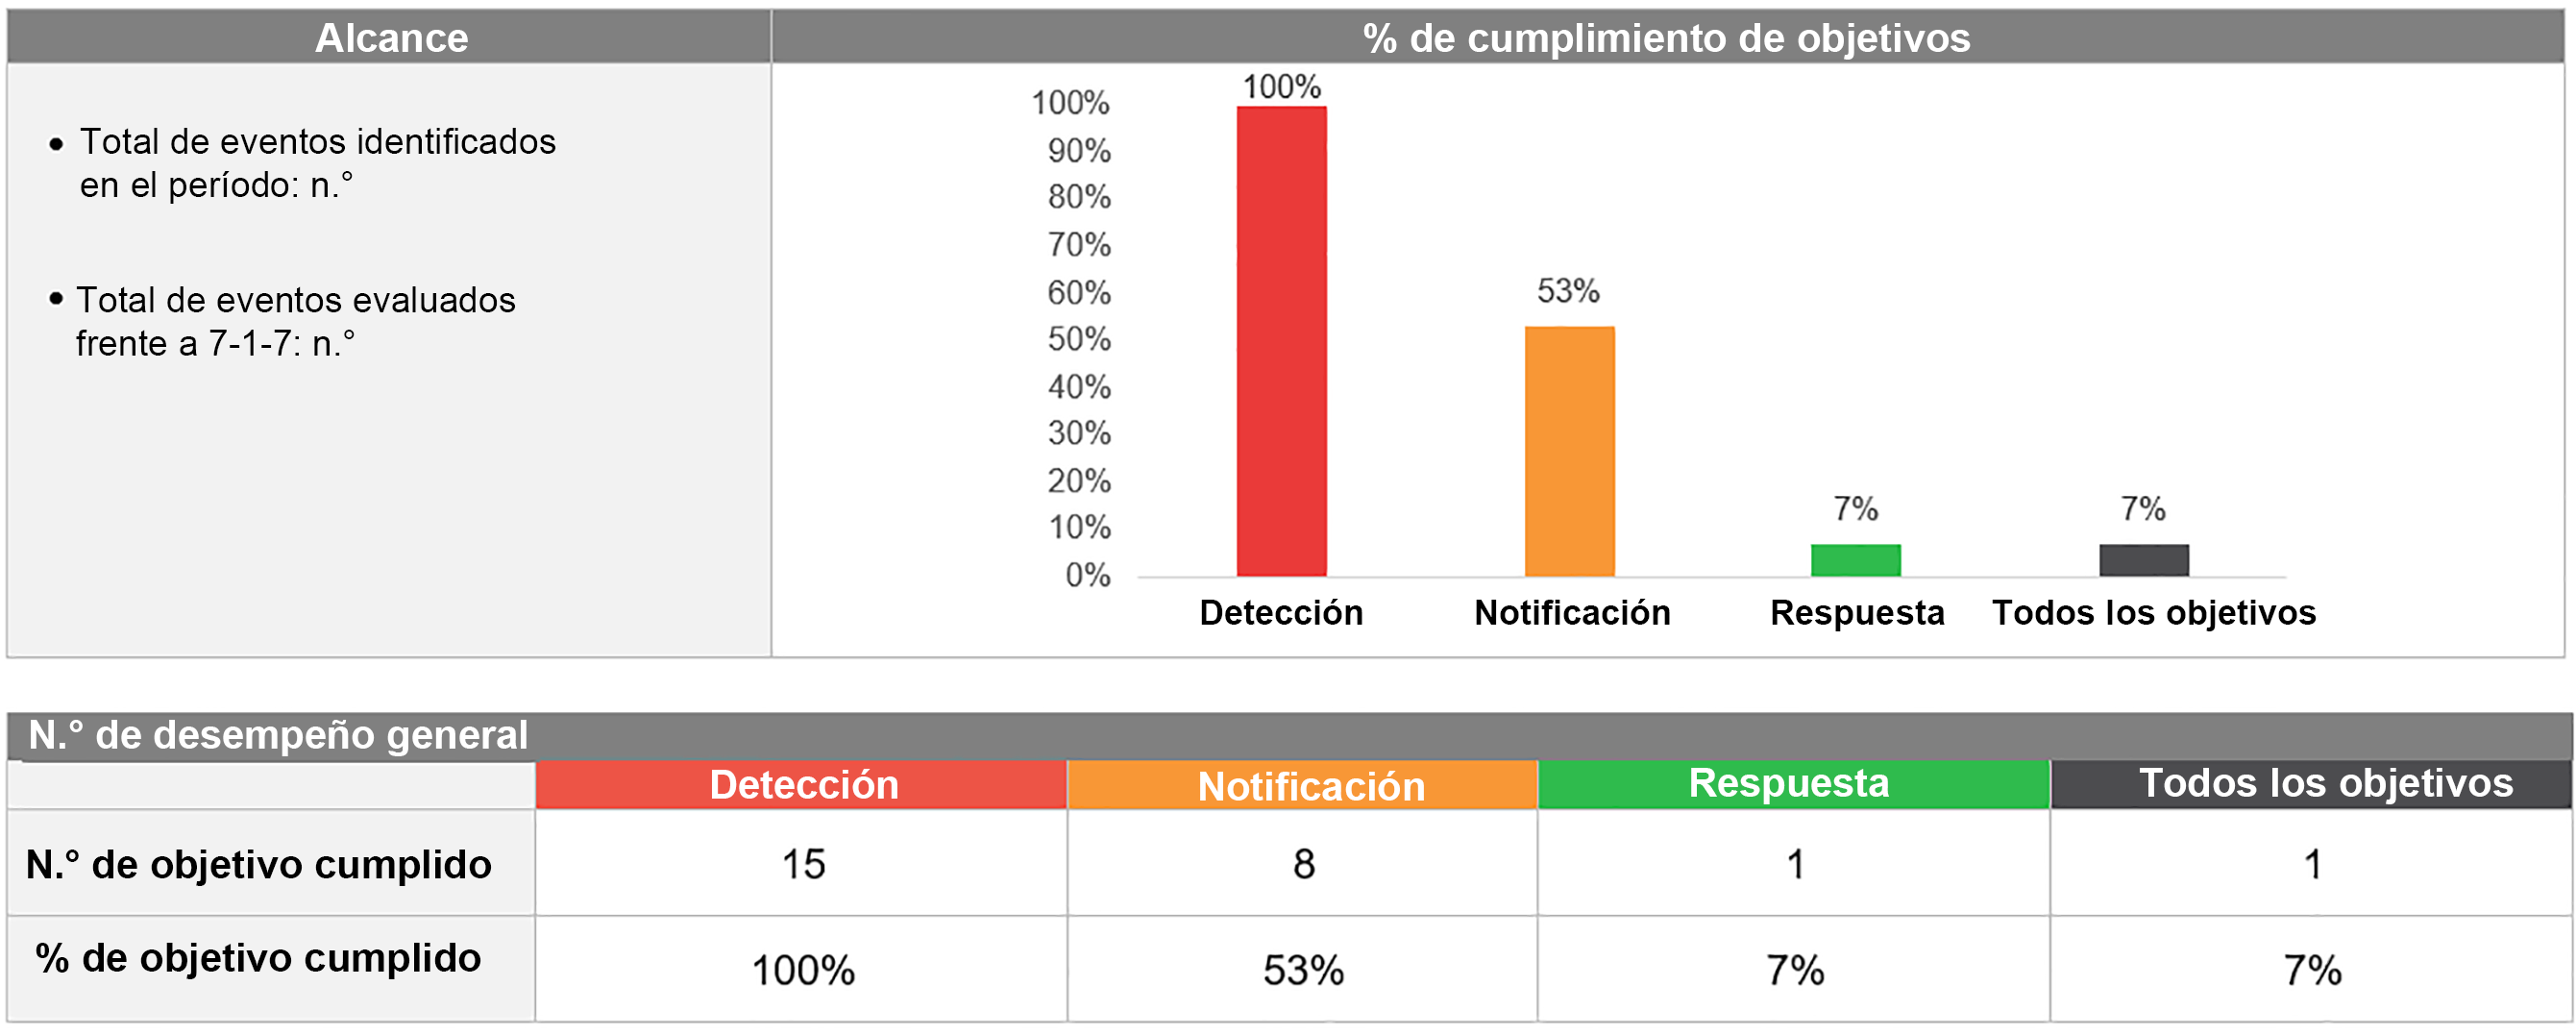 Alcance
% de cumplimiento de objetivos
• Total de eventos identificados
en el período: n.°
• Total de eventos evaluados
frente a 7-1-7: n.°
100%
90%
80%
70%
60%
50%
40%
30%
20%
10%
0%
100%
53%
7%
7%
Detección Notificación Respuesta Todos los objetivos
N.° de desempeño general
Detección Notificación Respuesta Todos los objetivos
N.° de objetivo cumplido 15 8 1 1
% de objetivo cumplido 100% 53% 7% 7%